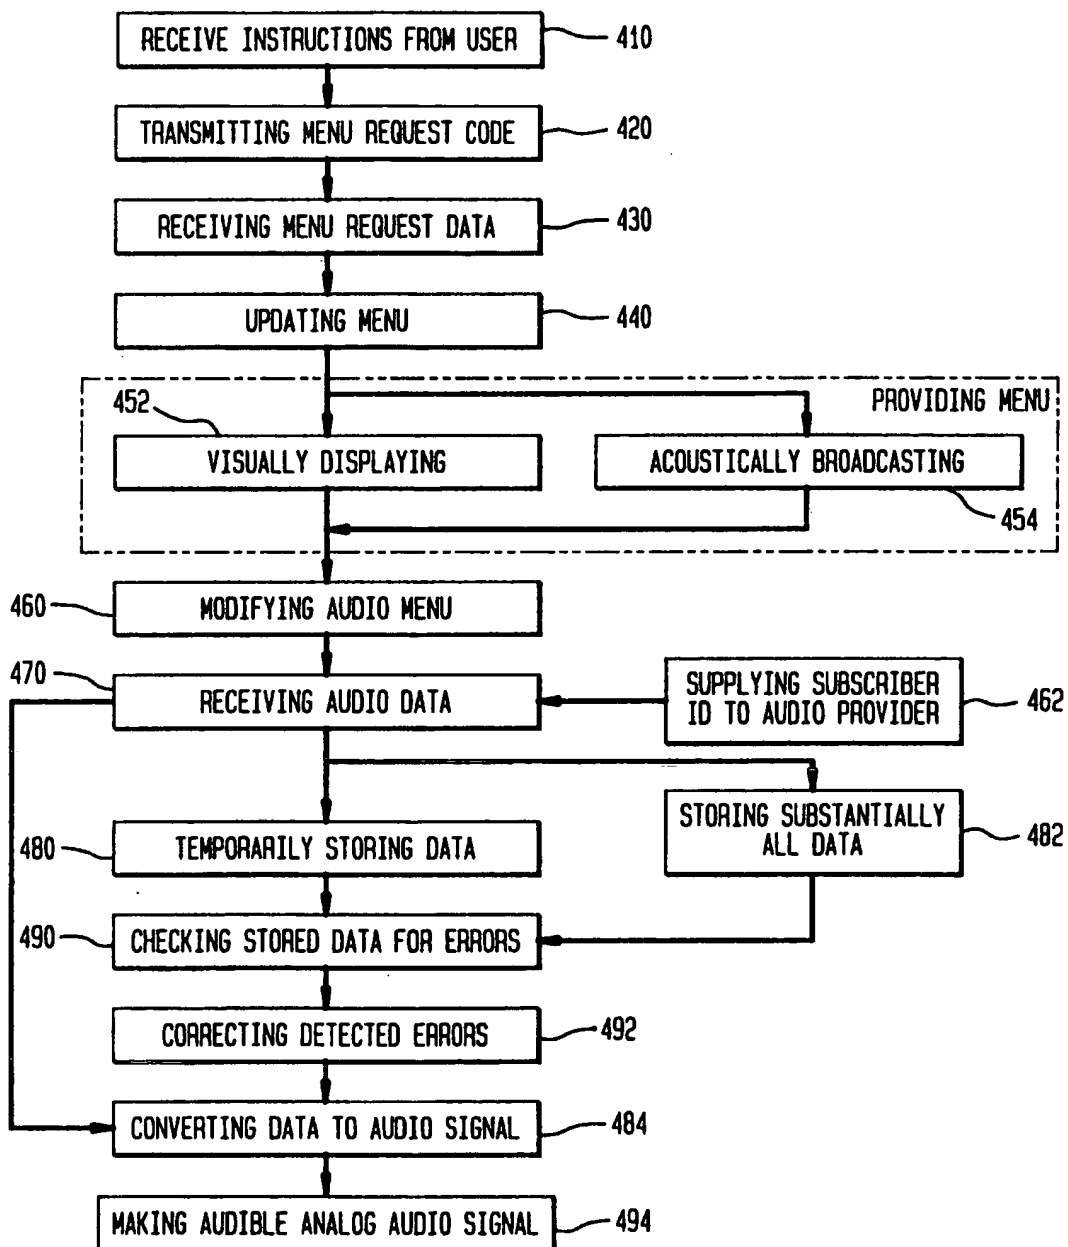 RECEIVE INSTRUCTIONS FROM USER
410
TRANSMITTING MENU REQUEST CODE
420
RECEIVING MENU REQUEST DATA
430
UPDATING MENU
440
452
PROVIDING MENU
VISUALLY DISPLAYING
ACOUSTICALLY BROADCASTING
454
460
MODIFYING AUDIO MENU
470
RECEIVING AUDIO DATA
SUPPLYING SUBSCRIBER
ID TO AUDIO PROVIDER
462
480
TEMPORARILY STORING DATA
STORING SUBSTANTIALLY
ALL DATA
482
490
CHECKING STORED DATA FOR ERRORS
CORRECTING DETECTED ERRORS
492
CONVERTING DATA TO AUDIO SIGNAL
484
MAKING AUDIBLE ANALOG AUDIO SIGNAL
494